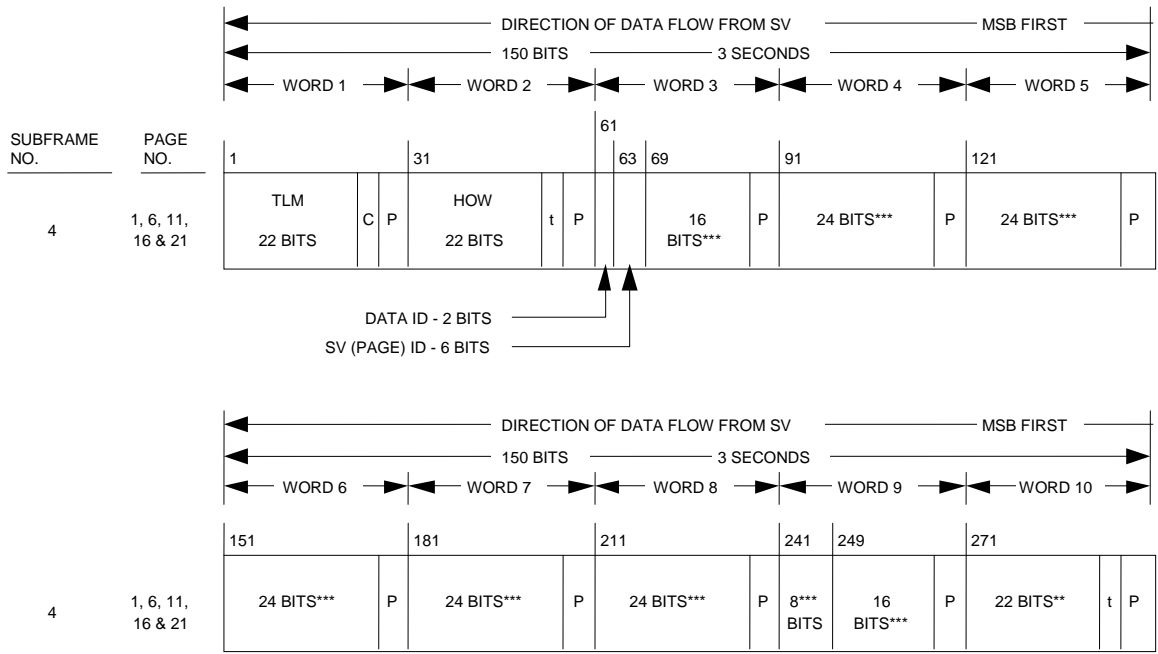 DIRECTION OF DATA FLOW FROM SV MSB FIRST
150 BITS 3 SECONDS
WORD 1 WORD 2 WORD 3 WORD 4 WORD 5
SUBFRAME NO.
PAGE NO.
1 31 61 63 69 91 121
4
1, 6, 11,
16 & 21
TLM
22 BITS
C
P
HOW
22 BITS
t
P
16
BITS***
P
24 BITS***
P
24 BITS***
P
DATA ID - 2 BITS
SV (PAGE) ID - 6 BITS
DIRECTION OF DATA FLOW FROM SV MSB FIRST
150 BITS 3 SECONDS
WORD 6 WORD 7 WORD 8 WORD 9 WORD 10
151 181 211 241 249 271
4
1, 6, 11,
16 & 21
24 BITS***
P
24 BITS***
P
24 BITS***
P
8***
BITS
16
BITS***
P
22 BITS**
t
P